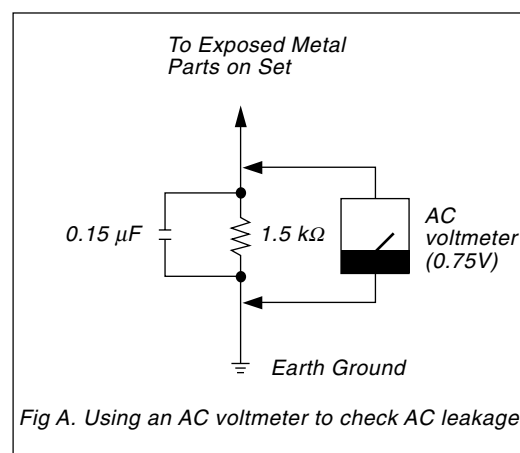 To Exposed Metal
Parts on Set
0.15 μF
1.5 kΩ
AC
voltmeter
(0.75V)
Earth Ground
Fig A. Using an AC voltmeter to check AC leakage